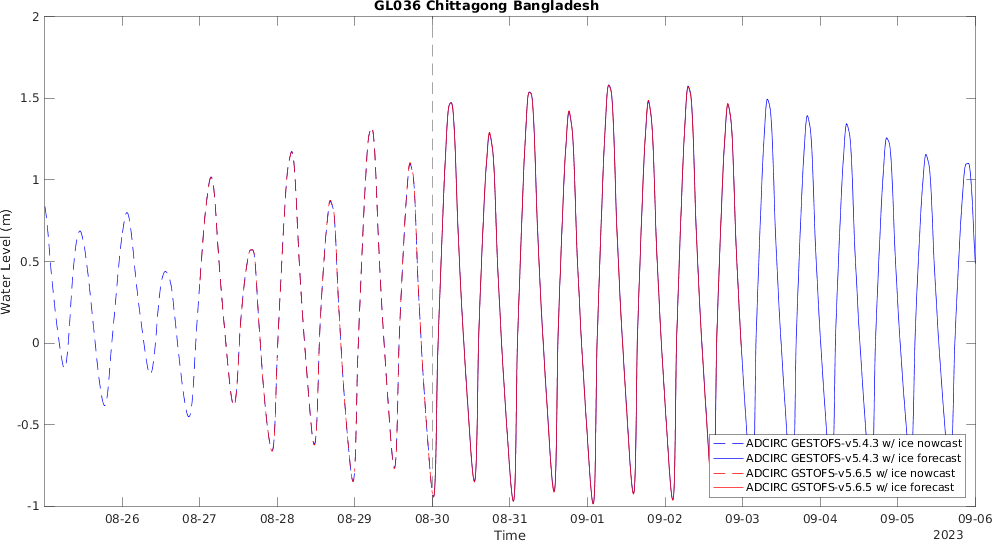 GL036 Chittagong Bangladesh
Water Level (m)
2
1.5
1
0.5
0
-0.5
-1
ADCIRC GESTOFS-v5.4.3 w/ ice nowcast
ADCIRC GESTOFS-v5.4.3 w/ ice forecast
ADCIRC GSTOFS-v5.6.5 w/ ice nowcast
ADCIRC GSTOFS-v5.6.5 w/ ice forecast
08-26 08-27 08-28 08-29 08-30 08-31 09-01 09-02 09-03 09-04 09-05 09-06
Time
2023